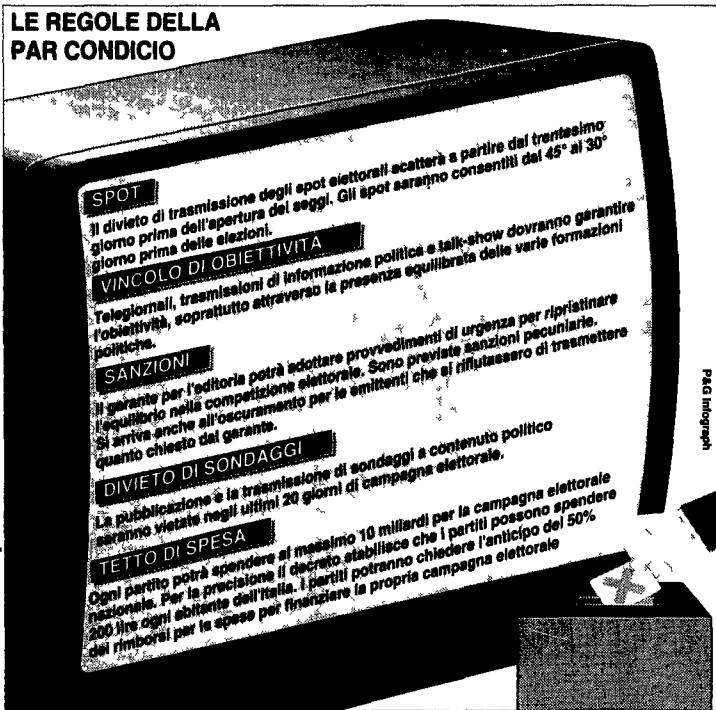 LE REGOLE DELLA
PAR CONDICIO
SPOT
Il divieto di trasmissione degli spot elettorali scatterà a partire dal trentesimo
giorno prima dell'apertura dei seggi. Gli spot saranno consentiti dal 45° al 30°
giorno prima delle elezioni.
VINCOLO DI OBIETTIVITÀ
Telegiornali, trasmissioni di informazione politica e talk-show dovranno garantire
l'obiettività, soprattutto attraverso la presenza equilibrata delle varie formazioni
politiche.
SANZIONI
Il garante per l'editoria potrà adottare provvedimenti di urgenza per ripristinare
l'equilibrio nella competizione elettorale. Sono previste sanzioni pecuniarie.
Si arriva anche all'oscuramento per le emittenti che si rifiutassero di trasmettere
quanto chiesto dal garante.
DIVIETO DI SONDAGGI
La pubblicazione e la trasmissione di sondaggi a contenuto politico
saranno vietate negli ultimi 20 giorni di campagna elettorale.
TETTO DI SPESA
Ogni partito potrà spendere al massimo 10 miliardi per la campagna elettorale
nazionale. Per la precisione il decreto stabilisce che i partiti possono spendere
200 lire ogni abitante dell'Italia. I partiti potranno chiedere l'anticipo del 50%
dei rimborsi per le spese per finanziare la propria campagna elettorale
P&G Infograph